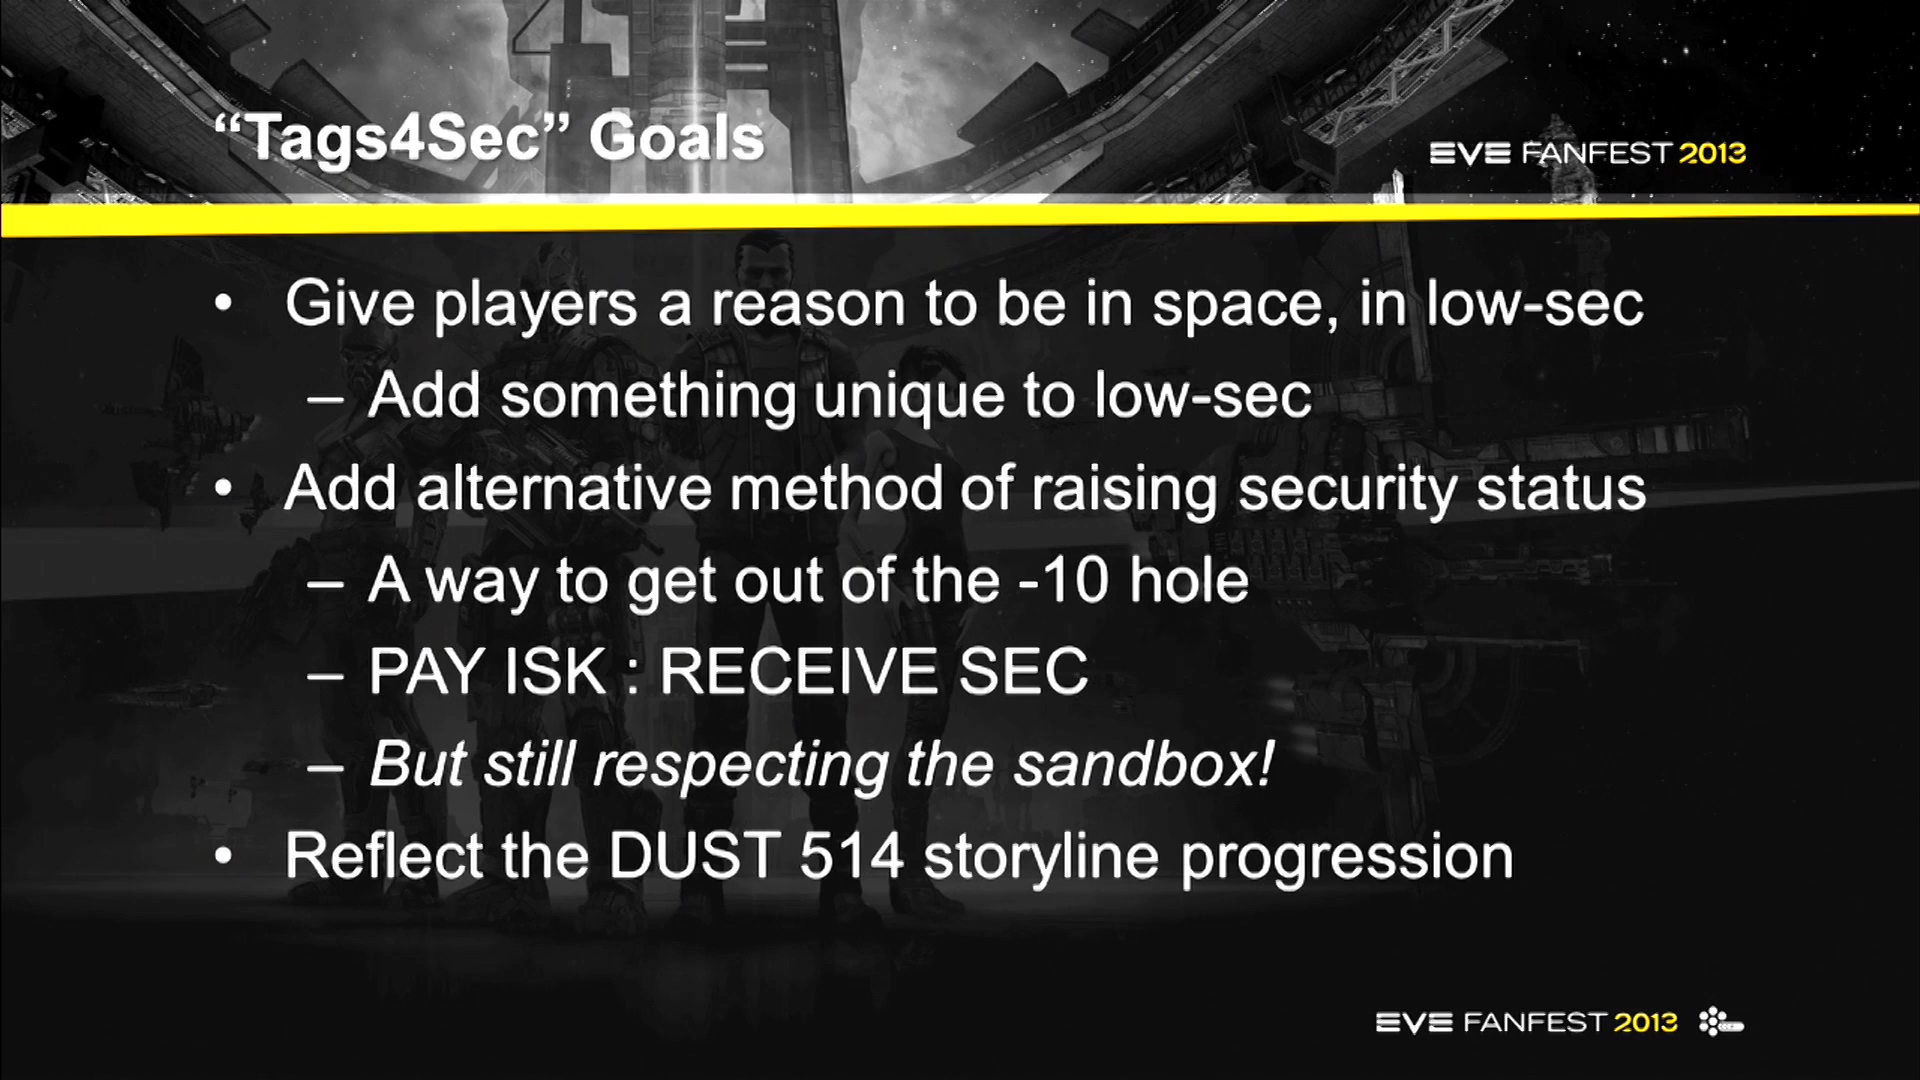 “Tags4Sec” Goals
EVE FANFEST 2013
• Give players a reason to be in space, in low-sec
– Add something unique to low-sec
• Add alternative method of raising security status
– A way to get out of the -10 hole
– PAY ISK : RECEIVE SEC
– But still respecting the sandbox!
• Reflect the DUST 514 storyline progression
EVE FANFEST 2013